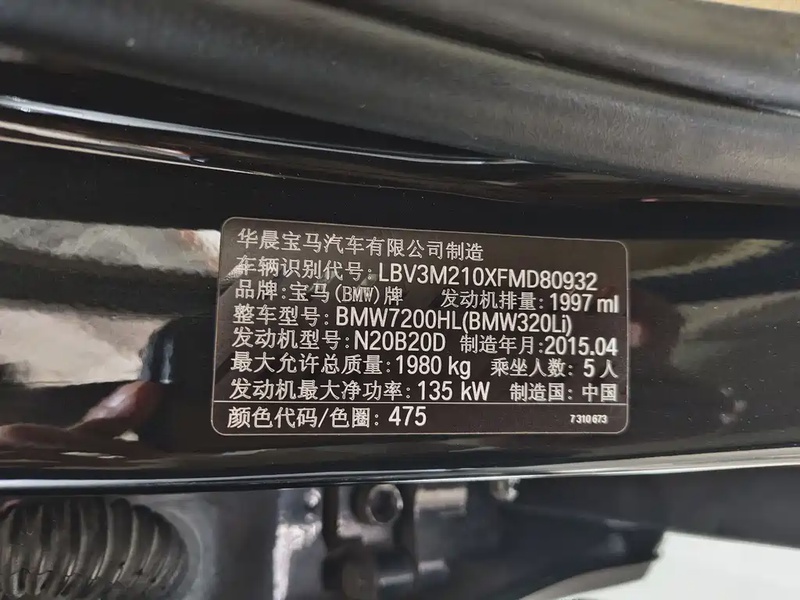 华晨宝马汽车有限公司制造
车辆识别代号: LBV3M210XFMD80932
品牌: 宝马(BMW)牌 发动机排量: 1997 ml
整车型号: BMW7200HL(BMW320Li)
发动机型号: N20B20D 制造年月: 2015.04
最大允许总质量: 1980 kg 乘坐人数: 5 人
发动机最大净功率: 135 kW 制造国: 中国
颜色代码/色圈: 475 7310673